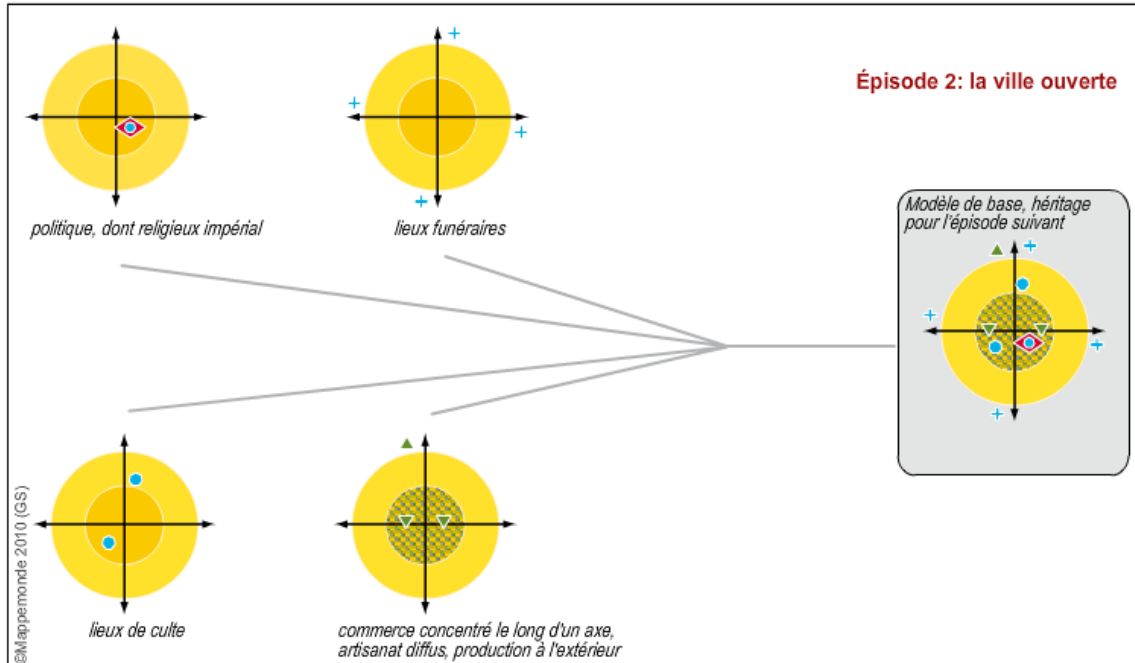 Épisode 2: la ville ouverte
politique, dont religieux impérial
lieux funéraires
Modèle de base, héritage
pour l'épisode suivant
lieux de culte
commerce concentré le long d'un axe,
artisanat diffus, production à l'extérieur
©Mappemonde 2010 (GS)